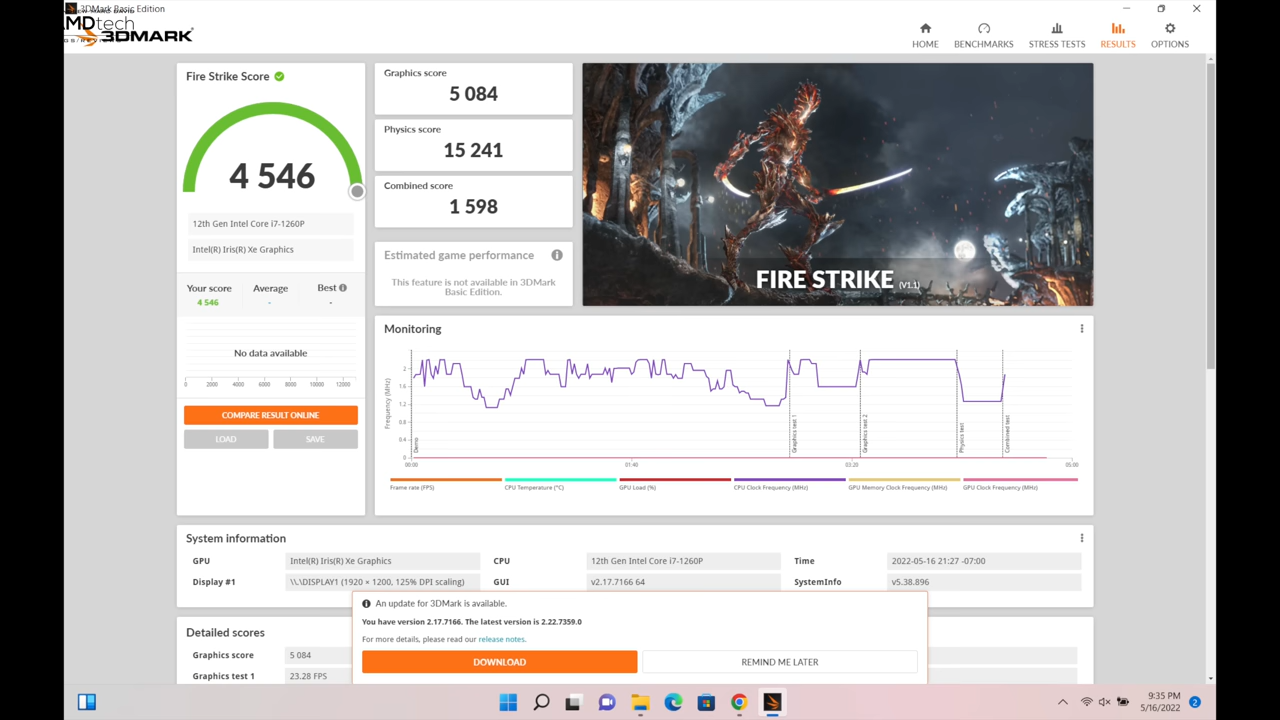 3DMark Basic Edition
MDtech
3DMARK
HOME
BENCHMARKS
STRESS TESTS
RESULTS
OPTIONS
Fire Strike Score
4 546
12th Gen Intel Core i7-1260P
Intel(R) Iris(R) Xe Graphics
Your score
Average
Best
4 546
-
-
No data available
0 2000 4000 6000 8000 10000 12000
COMPARE RESULT ONLINE
LOAD
SAVE
Graphics score
5 084
Physics score
15 241
Combined score
1 598
Estimated game performance
This feature is not available in 3DMark
Basic Edition.
FIRE STRIKE (V1.1)
Monitoring
Frequency (MHz)
2
1.6
1.2
0.8
0.4
0
Demo
Graphics test 1
Graphics test 2
Physics test
Combined test
00:00 01:40 03:20 05:00
Frame rate (FPS)
CPU Temperature (°C)
GPU Load (%)
CPU Clock Frequency (MHz)
GPU Memory Clock Frequency (MHz)
GPU Clock Frequency (MHz)
System information
GPU
Intel(R) Iris(R) Xe Graphics
CPU
12th Gen Intel Core i7-1260P
Time
2022-05-16 21:27 -07:00
Display #1
\\.\DISPLAY1 (1920 × 1200, 125% DPI scaling)
GUI
v2.17.7166 64
SystemInfo
v5.38.896
An update for 3DMark is available.
You have version 2.17.7166. The latest version is 2.22.7359.0
For more details, please read our release notes.
DOWNLOAD
REMIND ME LATER
Detailed scores
Graphics score
5 084
Graphics test 1
23.28 FPS
9:35 PM
5/16/2022
2